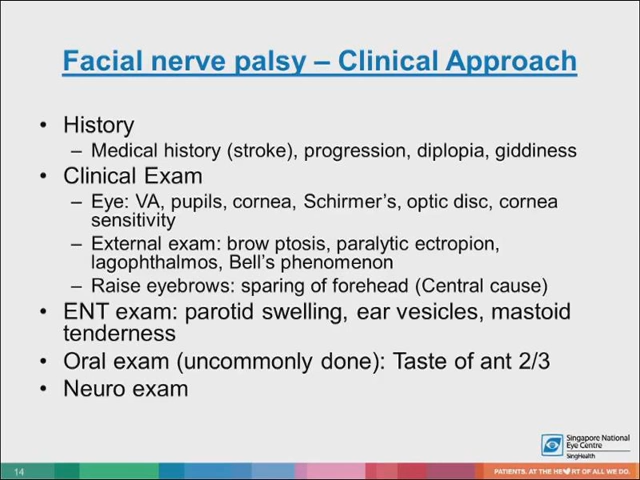 Facial nerve palsy – Clinical Approach
• History
– Medical history (stroke), progression, diplopia, giddiness
• Clinical Exam
– Eye: VA, pupils, cornea, Schirmer’s, optic disc, cornea
sensitivity
– External exam: brow ptosis, paralytic ectropion,
lagophthalmos, Bell’s phenomenon
– Raise eyebrows: sparing of forehead (Central cause)
• ENT exam: parotid swelling, ear vesicles, mastoid
tenderness
• Oral exam (uncommonly done): Taste of ant 2/3
• Neuro exam
Singapore National
Eye Centre
SingHealth
14
PATIENTS. AT THE HE♥RT OF ALL WE DO.